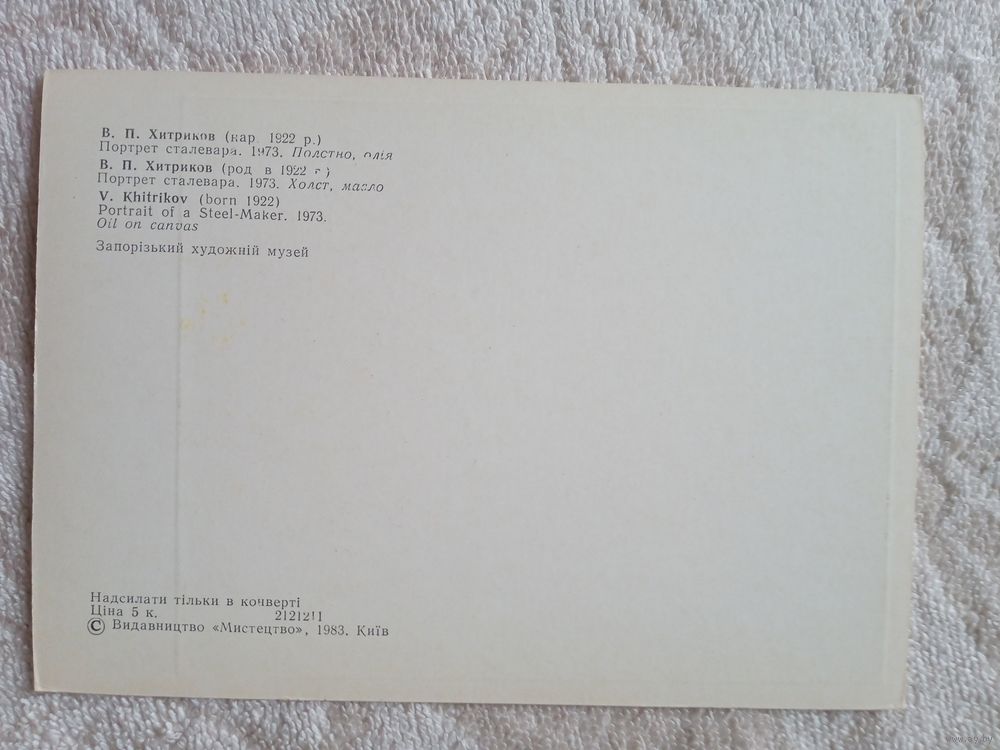 В. П. Хитриков (нар. 1922 р.)
Портрет сталевара. 1973. Полотно, олія
В. П. Хитриков (род в 1922 г)
Портрет сталевара. 1973. Холст, масло
V. Khitrikov (born 1922)
Portrait of a Steel-Maker. 1973.
Oil on canvas
Запорізький художній музей
Надсилати тільки в кочверті
Ціна 5 к. 2121211
© Видавництво «Мистецтво», 1983. Київ